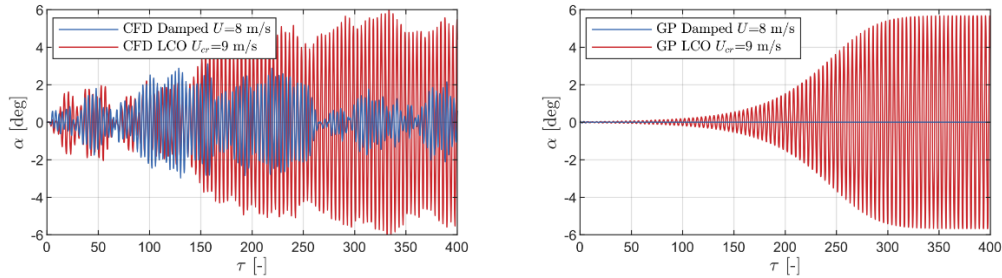 6
4
2
0
-2
-4
-6
α [deg]
CFD Damped U=8 m/s
CFD LCO U_cr=9 m/s
0 50 100 150 200 250 300 350 400
τ [-]
6
4
2
0
-2
-4
-6
α [deg]
GP Damped U=8 m/s
GP LCO U_cr=9 m/s
0 50 100 150 200 250 300 350 400
τ [-]